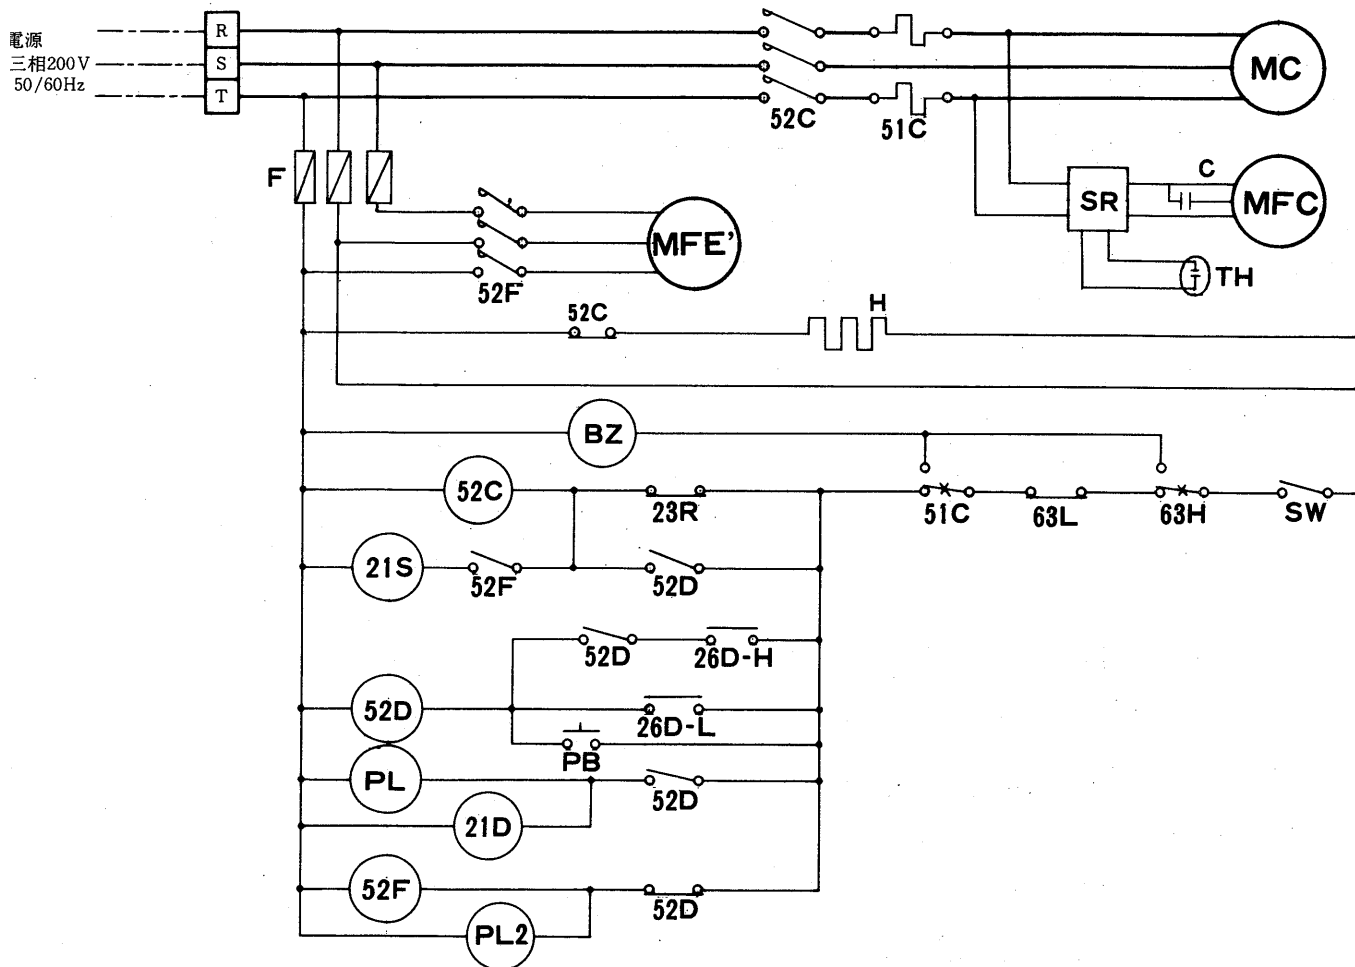 電源
三相200V
50/60Hz
R
S
T
52C
51C
MC
F
C
SR
MFC
MFE'
52F
TH
52C
H
BZ
52C
23R
51C
63L
63H
SW
21S
52F
52D
52D
26D-H
52D
26D-L
PB
PL
52D
21D
52F
52D
PL2